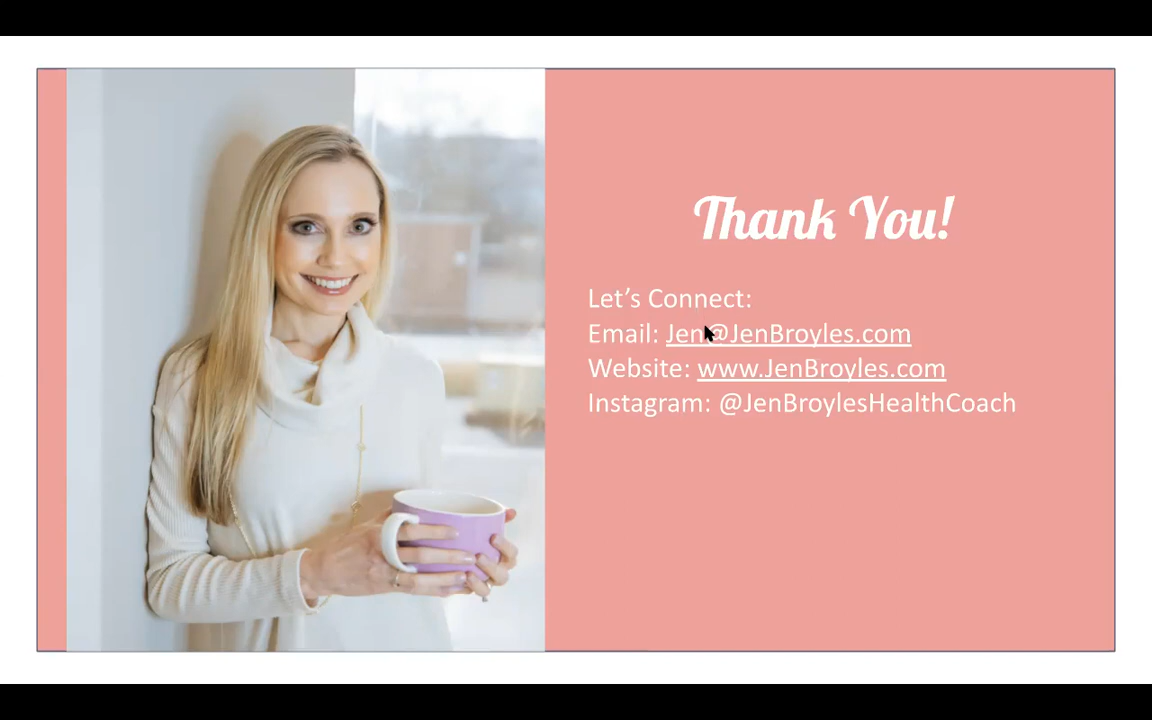 Thank You!
Let’s Connect:
Email: Jen@JenBroyles.com
Website: www.JenBroyles.com
Instagram: @JenBroylesHealthCoach